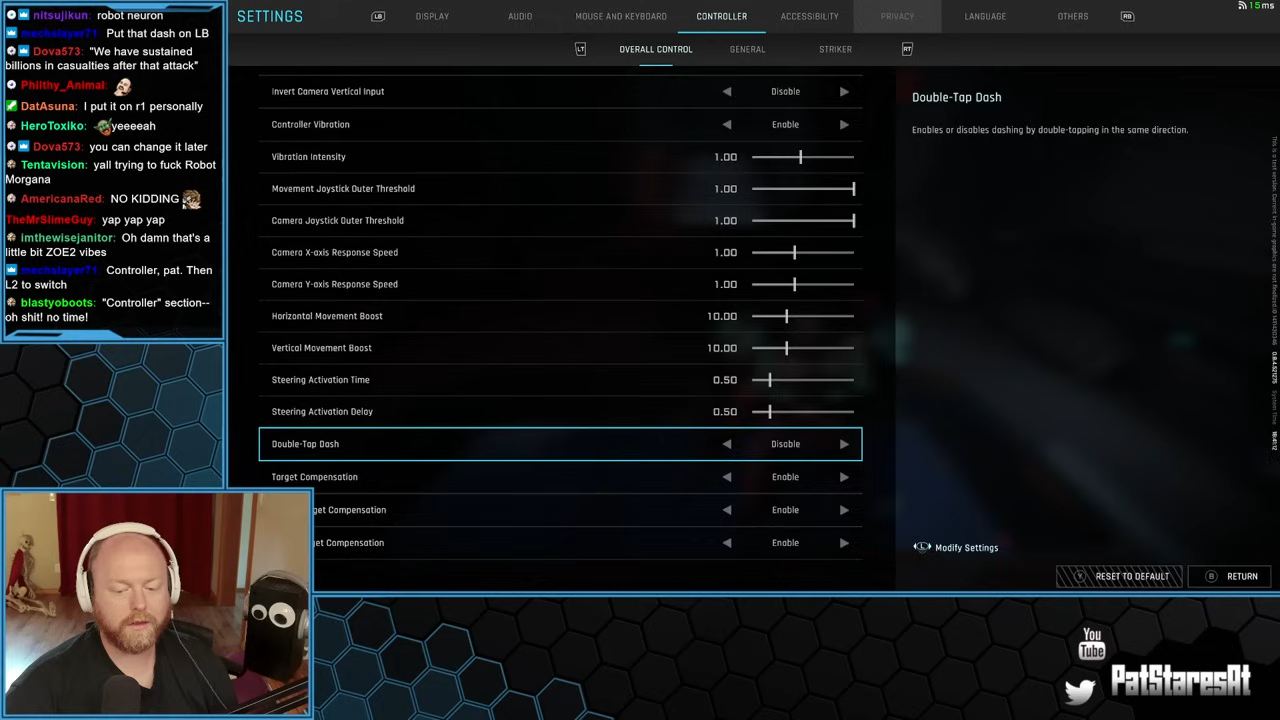 nitsujikun: robot neuron
mechslayer71: Put that dash on LB
Dova573: "We have sustained
billions in casualties after that attack"
Philthy_Animal:
DatAsuna: I put it on r1 personally
HeroToxiko: yeeeeah
Dova573: you can change it later
Tentavision: yall trying to fuck Robot
Morgana
AmericanaRed: NO KIDDING
TheMrSlimeGuy: yap yap yap
imthewisejanitor: Oh damn that's a
little bit ZOE2 vibes
mechslayer71: Controller, pat. Then
L2 to switch
blastyoboots: "Controller" section--
oh shit! no time!
SETTINGS
LB
DISPLAY
AUDIO
MOUSE AND KEYBOARD
CONTROLLER
ACCESSIBILITY
PRIVACY
LANGUAGE
OTHERS
RB
15ms
LT
OVERALL CONTROL
GENERAL
STRIKER
RT
Invert Camera Vertical Input Disable
Controller Vibration Enable
Vibration Intensity 1.00
Movement Joystick Outer Threshold 1.00
Camera Joystick Outer Threshold 1.00
Camera X-axis Response Speed 1.00
Camera Y-axis Response Speed 1.00
Horizontal Movement Boost 10.00
Vertical Movement Boost 10.00
Steering Activation Time 0.50
Steering Activation Delay 0.50
Double-Tap Dash Disable
Target Compensation Enable
get Compensation Enable
get Compensation Enable
Double-Tap Dash
Enables or disables dashing by double-tapping in the same direction.
L Modify Settings
Y RESET TO DEFAULT
B RETURN
You
Tube
PatStaresAt